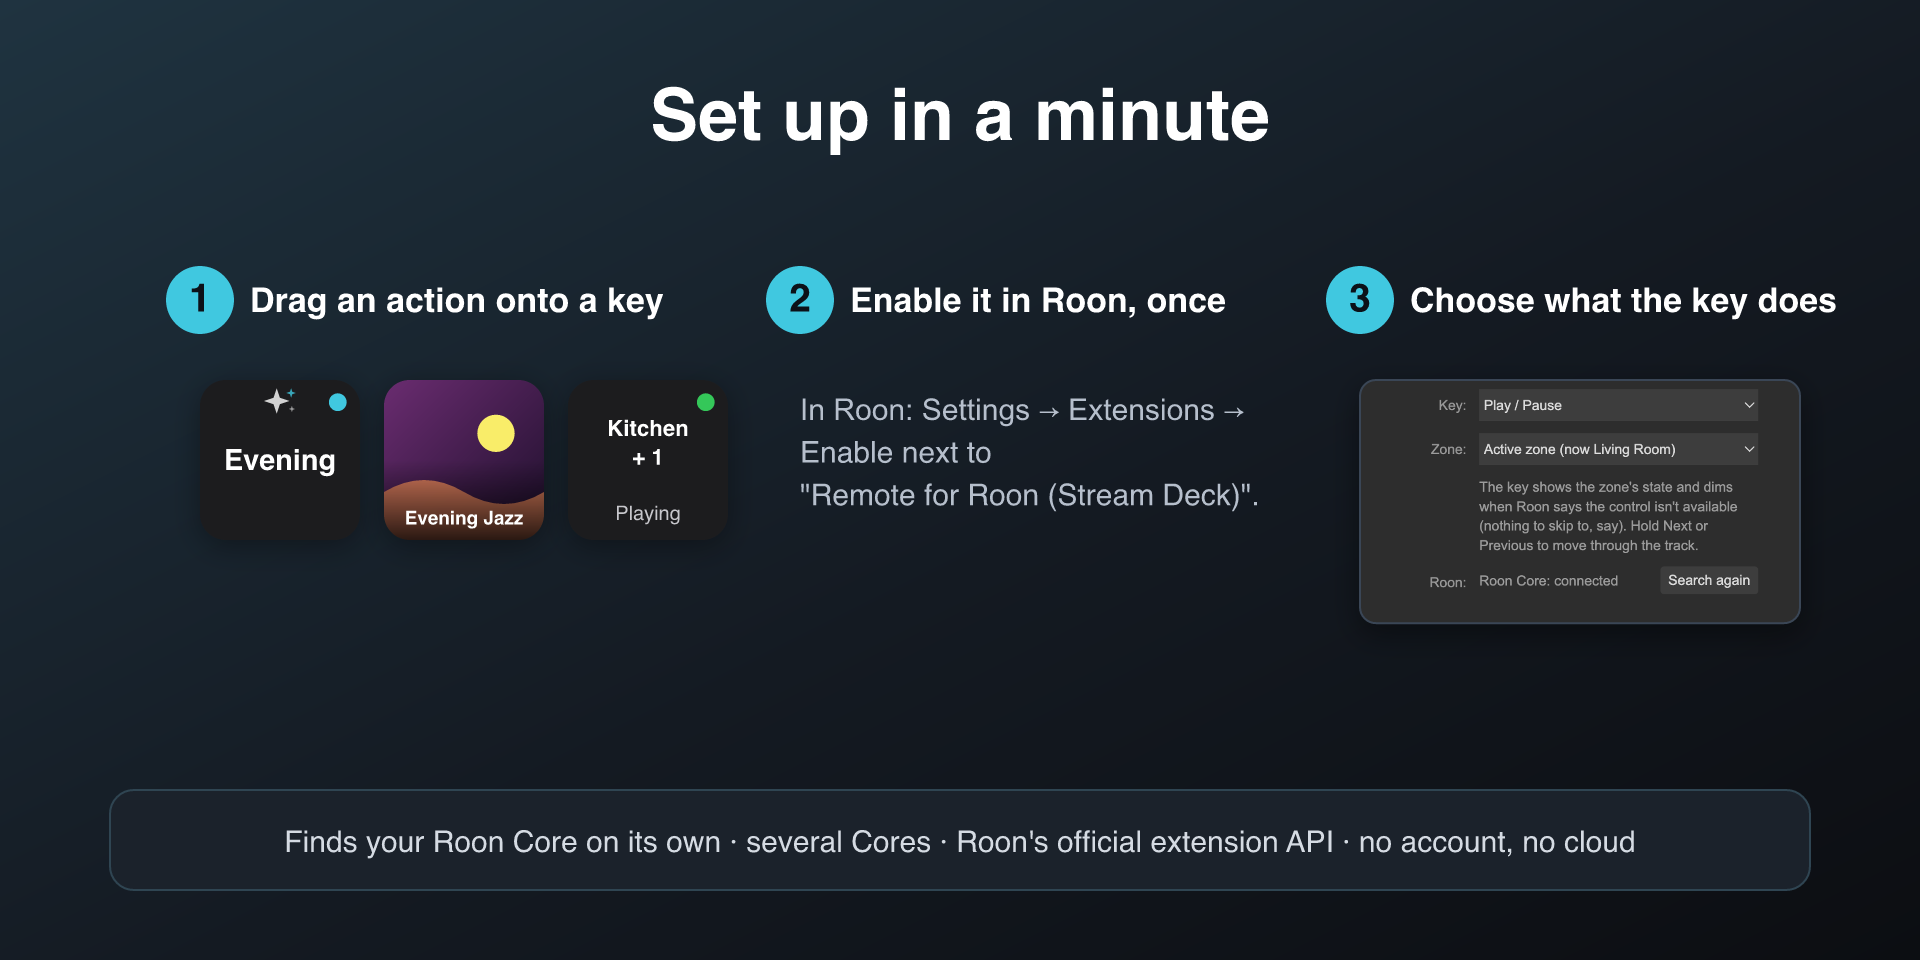 Set up in a minute
1 Drag an action onto a key
Evening
Evening Jazz
Kitchen
+ 1
Playing
2 Enable it in Roon, once
In Roon: Settings → Extensions →
Enable next to
"Remote for Roon (Stream Deck)".
3 Choose what the key does
Key: Play / Pause
Zone: Active zone (now Living Room)
The key shows the zone's state and dims
when Roon says the control isn't available
(nothing to skip to, say). Hold Next or
Previous to move through the track.
Roon: Roon Core: connected Search again
Finds your Roon Core on its own · several Cores · Roon's official extension API · no account, no cloud